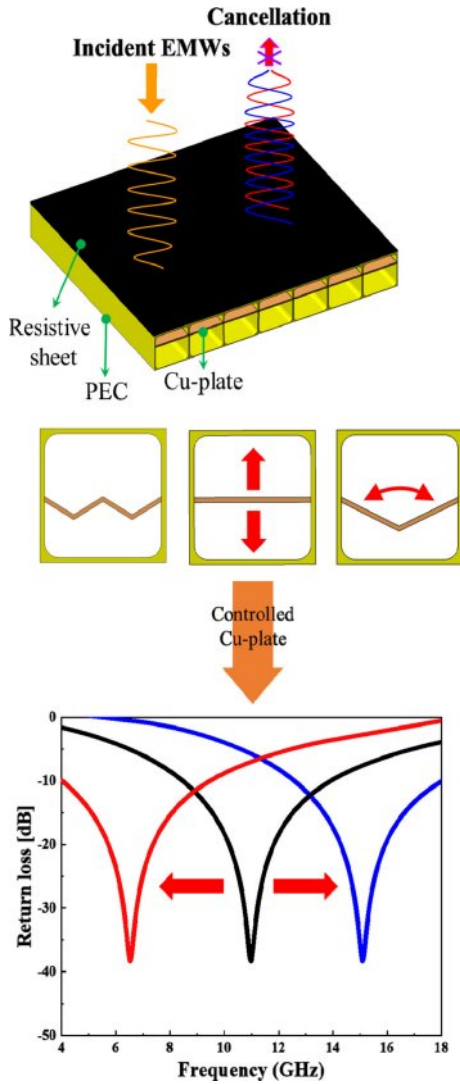 Cancellation
Incident EMWs
Resistive
sheet
PEC
Cu-plate
Controlled
Cu-plate
0
-10
-20
-30
-40
-50
Return loss [dB]
4 6 8 10 12 14 16 18
Frequency (GHz)